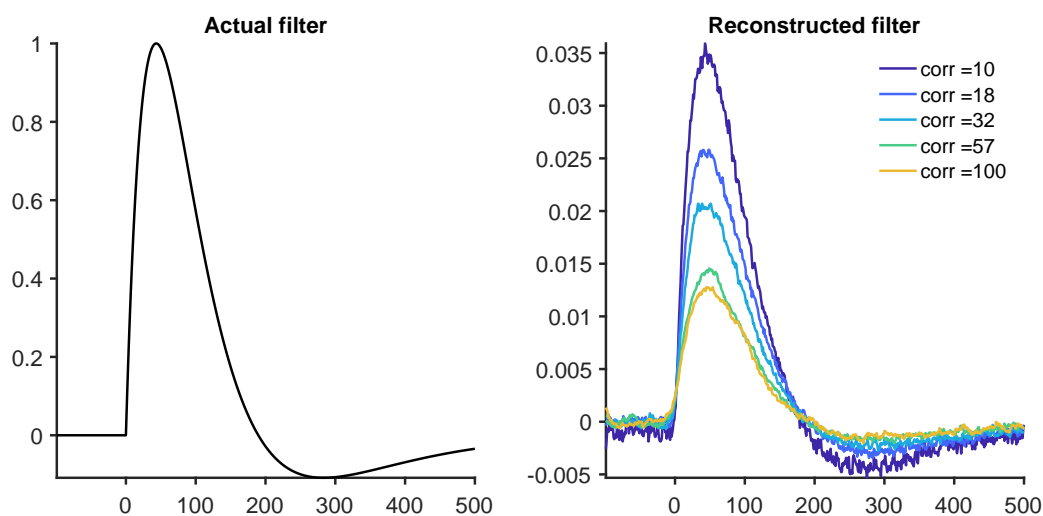 Actual filter
1
0.8
0.6
0.4
0.2
0
0 100 200 300 400 500
Reconstructed filter
0.035
0.03
0.025
0.02
0.015
0.01
0.005
0
-0.005
0 100 200 300 400 500
corr =10
corr =18
corr =32
corr =57
corr =100